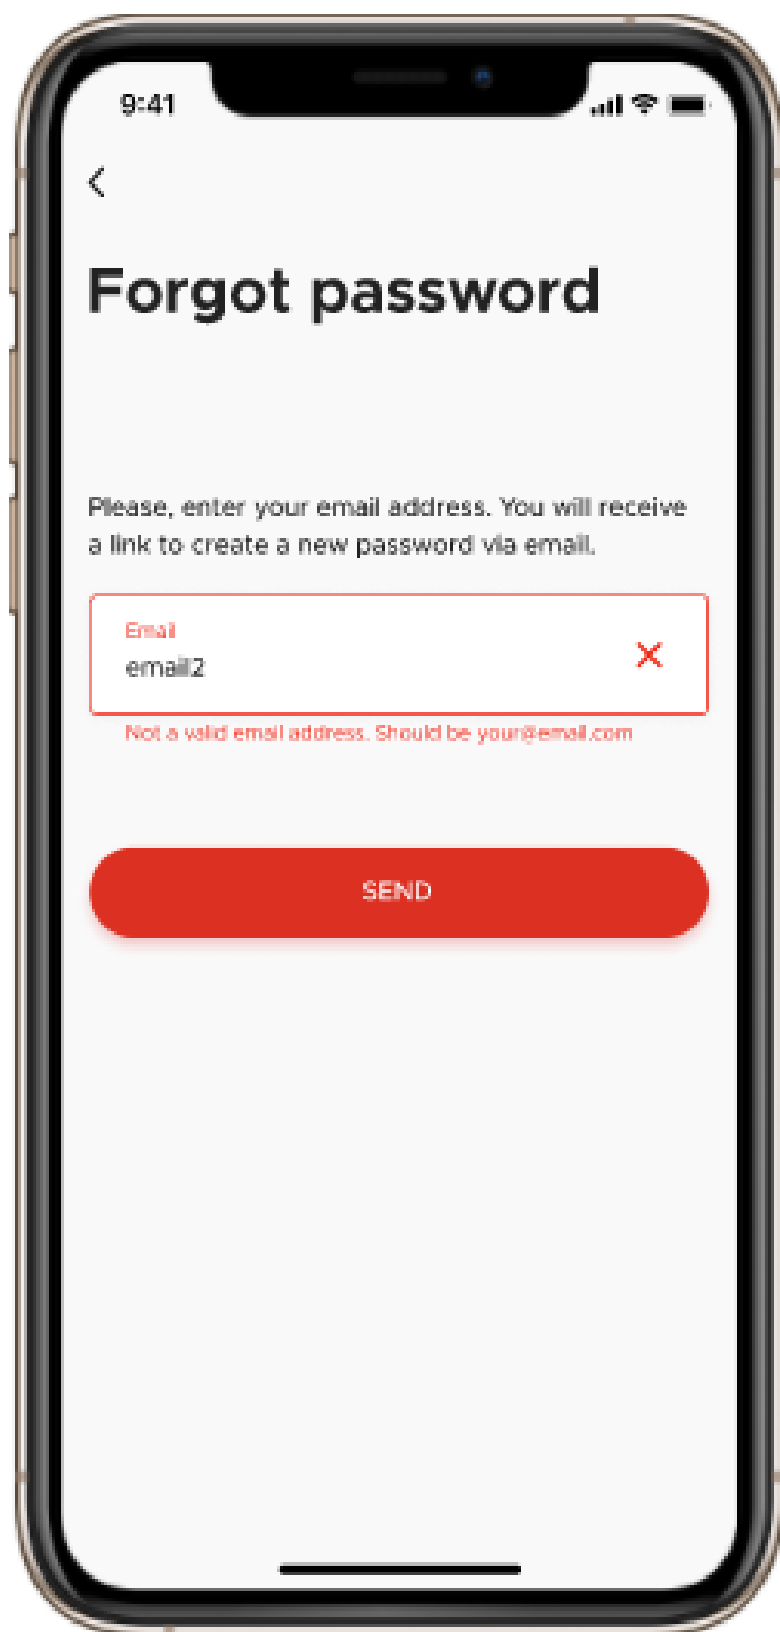 9:41
Forgot password
Please, enter your email address. You will receive
a link to create a new password via email.
Email
email2
Not a valid email address. Should be your@email.com
SEND